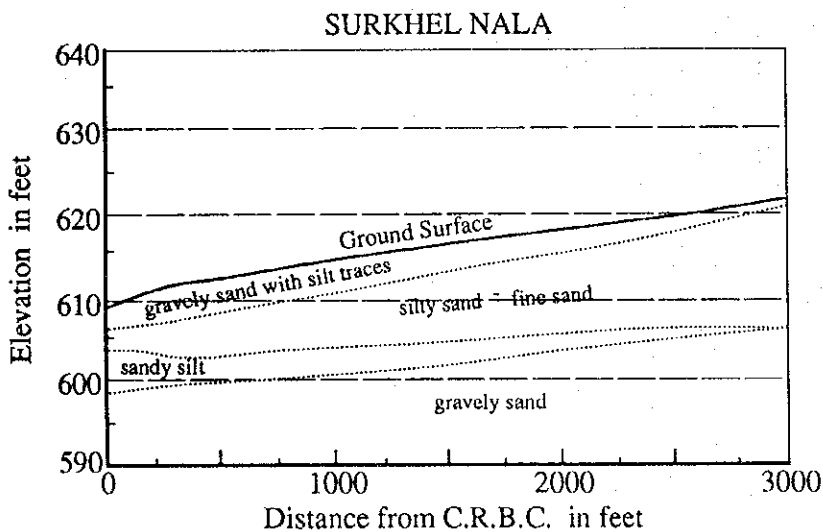 SURKHEL NALA
640
630
620
610
600
590
Elevation in feet
Ground Surface
gravely sand with silt traces
silty sand - fine sand
sandy silt
gravely sand
0
1000
2000
3000
Distance from C.R.B.C. in feet